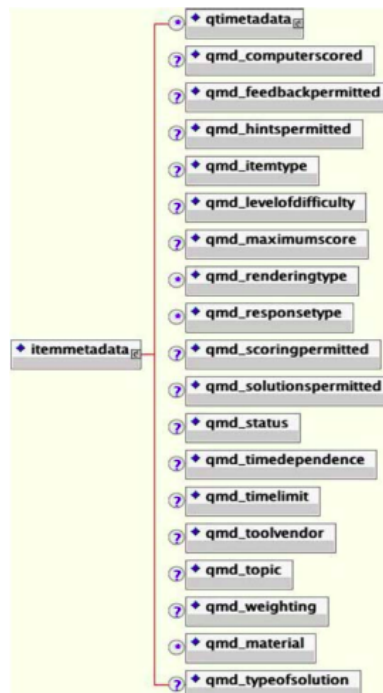 qtimetadata
qmd_computerscored
qmd_feedbackpermitted
qmd_hintspermitted
qmd_itemtype
qmd_levelofdifficulty
qmd_maximumscore
qmd_renderingtype
qmd_responsetype
itemmetadata
qmd_scoringpermitted
qmd_solutionspermitted
qmd_status
qmd_timedependence
qmd_timelimit
qmd_toolvendor
qmd_topic
qmd_weighting
qmd_material
qmd_typeofsolution